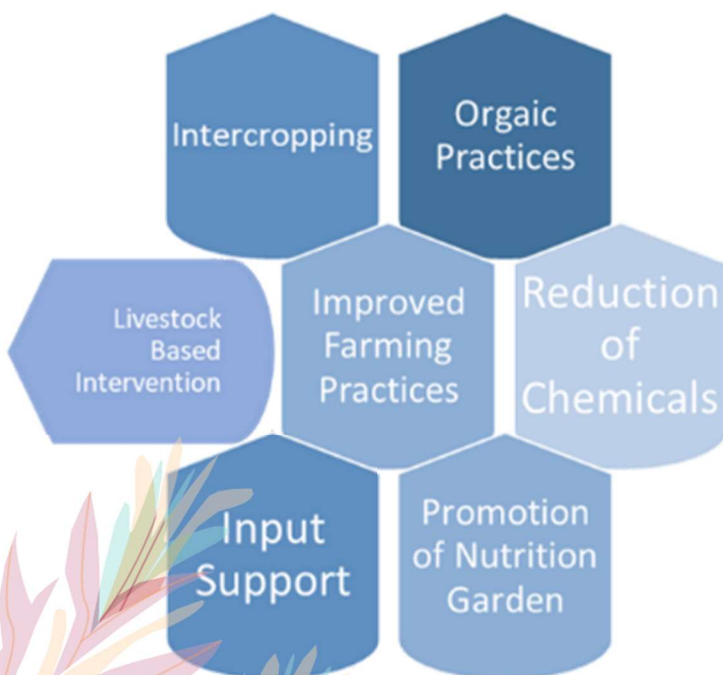 Intercropping
Orgaic
Practices
Livestock
Based
Intervention
Improved
Farming
Practices
Reduction
of
Chemicals
Input
Support
Promotion
of Nutrition
Garden